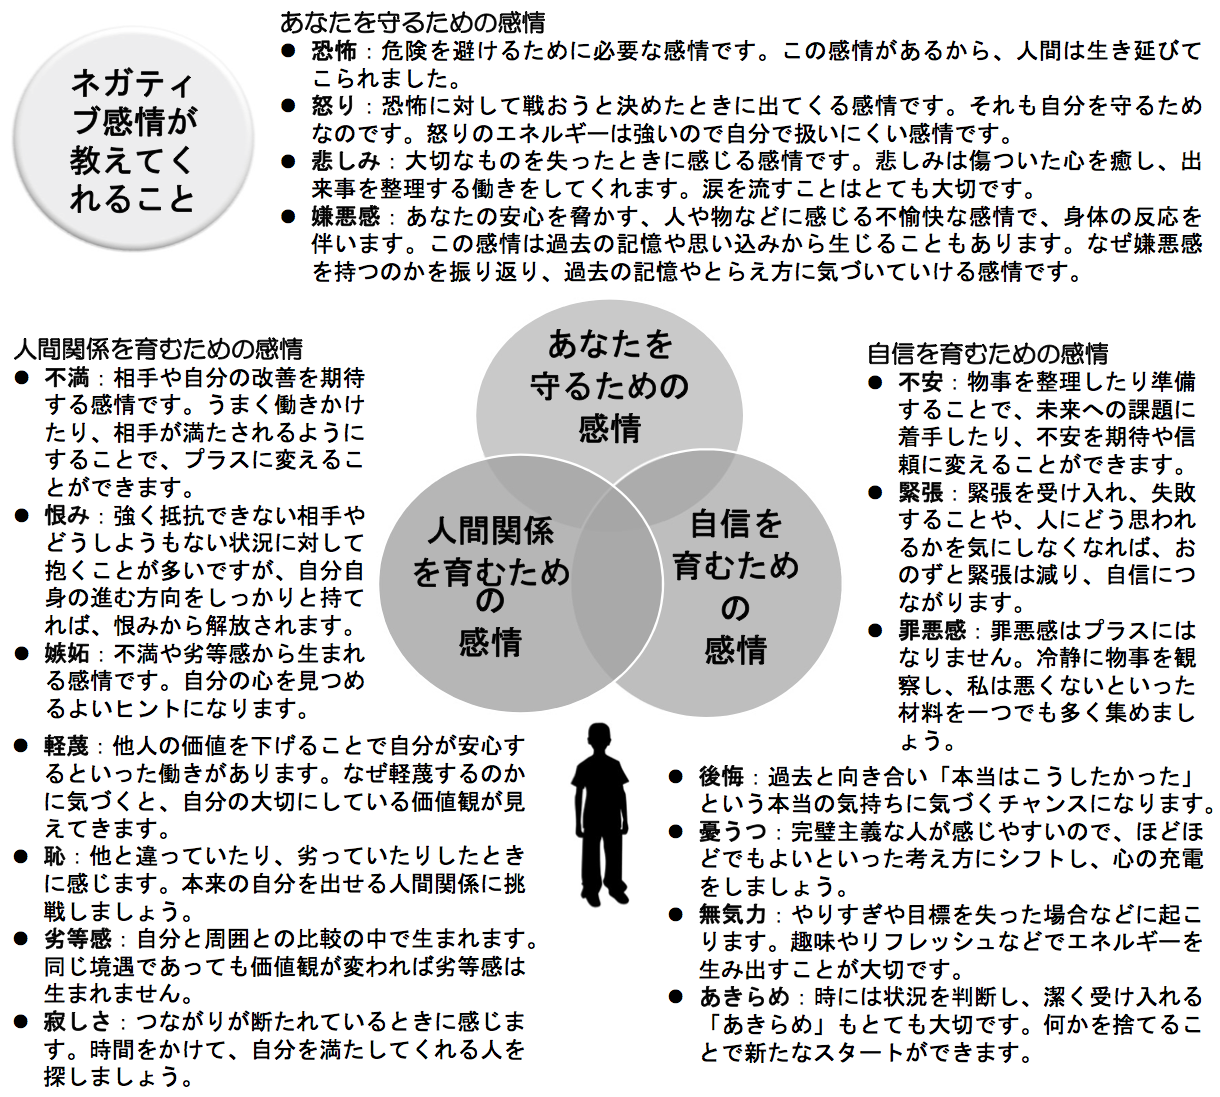 ネガティ
ブ感情が
教えてく
れること
あなたを守るための感情
● 恐怖：危険を避けるために必要な感情です。この感情があるから、人間は生き延びて
こられました。
● 怒り：恐怖に対して戦おうと決めたときに出てくる感情です。それも自分を守るため
なのです。怒りのエネルギーは強いので自分で扱いにくい感情です。
● 悲しみ：大切なものを失ったときに感じる感情です。悲しみは傷ついた心を癒し、出
来事を整理する働きをしてくれます。涙を流すことはとても大切です。
● 嫌悪感：あなたの安心を脅かす、人や物などに感じる不愉快な感情で、身体の反応を
伴います。この感情は過去の記憶や思い込みから生じることもあります。なぜ嫌悪感
を持つのかを振り返り、過去の記憶やとらえ方に気づいていける感情です。
人間関係を育むための感情
● 不満：相手や自分の改善を期待
する感情です。うまく働きかけ
たり、相手が満たされるように
することで、プラスに変えるこ
とができます。
● 恨み：強く抵抗できない相手や
どうしようもない状況に対して
抱くことが多いですが、自分自
身の進む方向をしっかりと持て
れば、恨みから解放されます。
● 嫉妬：不満や劣等感から生まれ
る感情です。自分の心を見つめ
るよいヒントになります。
● 軽蔑：他人の価値を下げることで自分が安心す
るといった働きがあります。なぜ軽蔑するのか
に気づくと、自分の大切にしている価値観が見
えてきます。
● 恥：他と違っていたり、劣っていたりしたとき
に感じます。本来の自分を出せる人間関係に挑
戦しましょう。
● 劣等感：自分と周囲との比較の中で生まれます。
同じ境遇であっても価値観が変われば劣等感は
生まれません。
● 寂しさ：つながりが断たれているときに感じま
す。時間をかけて、自分を満たしてくれる人を
探しましょう。
あなたを
守るための
感情
人間関係
を育むため
の
感情
自信を
育むため
の
感情
自信を育むための感情
● 不安：物事を整理したり準備
することで、未来への課題に
着手したり、不安を期待や信
頼に変えることができます。
● 緊張：緊張を受け入れ、失敗
することや、人にどう思われ
るかを気にしなくなれば、お
のずと緊張は減り、自信につ
ながります。
● 罪悪感：罪悪感はプラスには
なりません。冷静に物事を観
察し、私は悪くないといった
材料を一つでも多く集めまし
ょう。
● 後悔：過去と向き合い「本当はこうしたかった」
という本当の気持ちに気づくチャンスになります。
● 憂うつ：完璧主義な人が感じやすいので、ほどほ
どでもよいといった考え方にシフトし、心の充電
をしましょう。
● 無気力：やりすぎや目標を失った場合などに起こ
ります。趣味やリフレッシュなどでエネルギーを
生み出すことが大切です。
● あきらめ：時には状況を判断し、潔く受け入れる
「あきらめ」もとても大切です。何かを捨てるこ
とで新たなスタートができます。